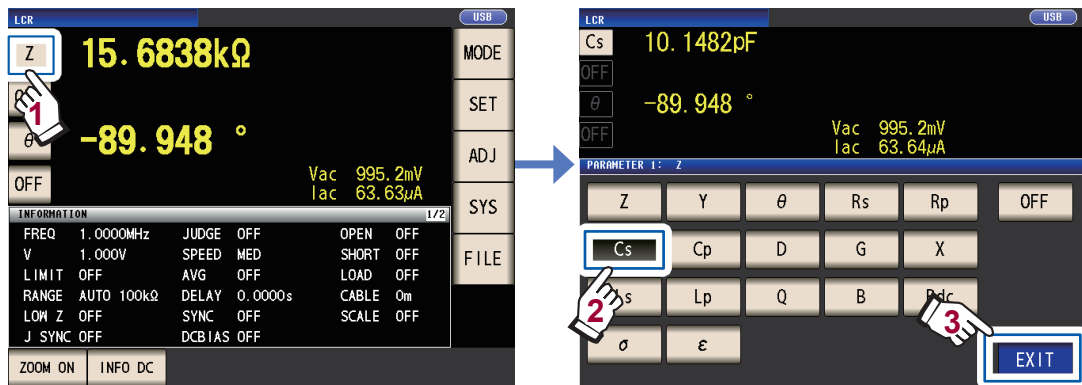 LCR USB
Z 15.6838kΩ MODE
SET
θ -89.948 ° ADJ
OFF Vac 995.2mV
Iac 63.63μA SYS
INFORMATION 1/2
FREQ 1.0000MHz JUDGE OFF OPEN OFF
V 1.000V SPEED MED SHORT OFF FILE
LIMIT OFF AVG OFF LOAD OFF
RANGE AUTO 100kΩ DELAY 0.0000s CABLE 0m
LOW Z OFF SYNC OFF SCALE OFF
J SYNC OFF DCBIAS OFF
ZOOM ON INFO DC
1
LCR USB
Cs 10.1482pF
OFF
θ -89.948 °
OFF Vac 995.2mV
Iac 63.64μA
PARAMETER 1: Z
Z Y θ Rs Rp OFF
Cs Cp D G X
Lp Q B
σ ε
EXIT
2
3